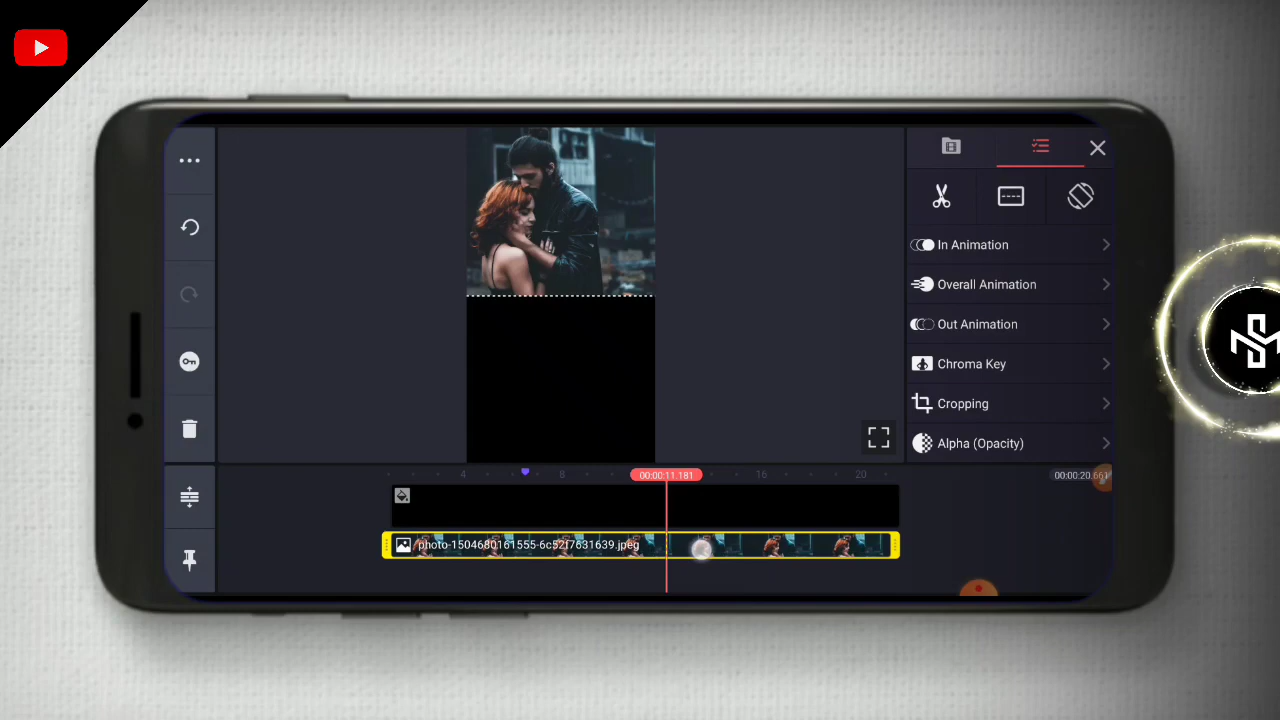 In Animation
Overall Animation
Out Animation
Chroma Key
Cropping
Alpha (Opacity)
4
8
00:00:11.181
16
20
00:00:20.661
photo-1504680161555-6c52f7631639.jpeg